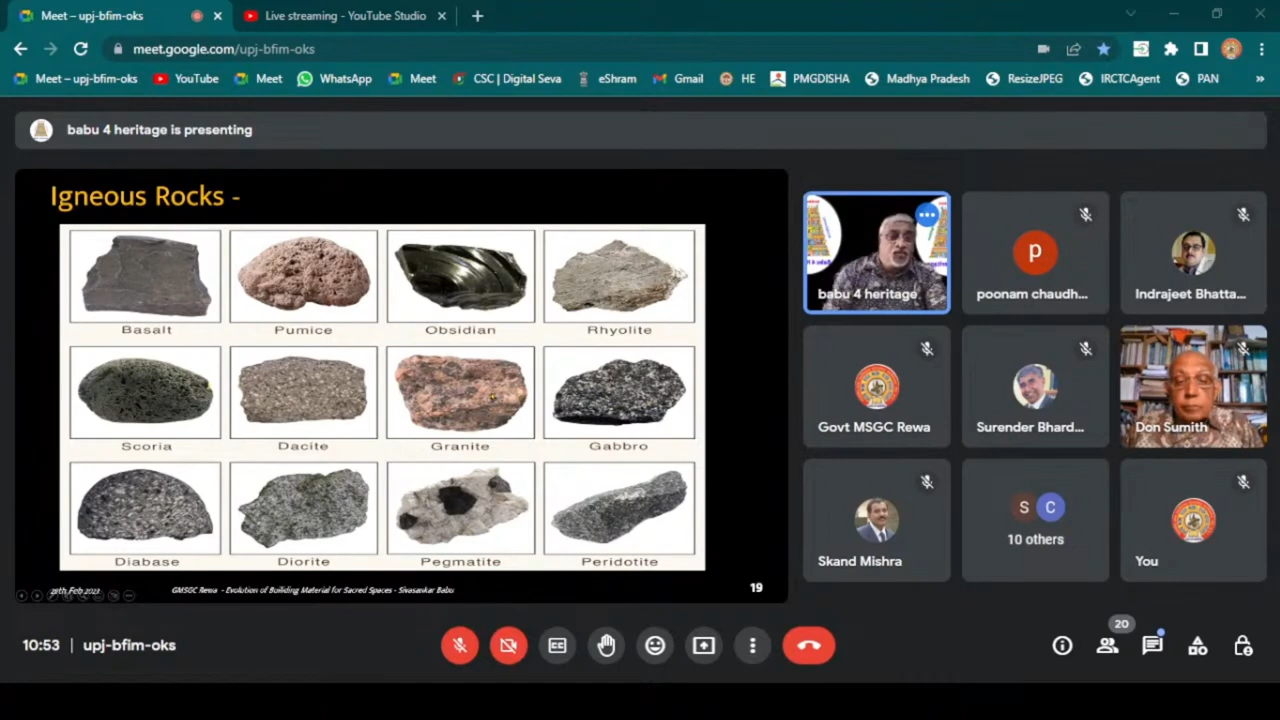 Meet – upj-bfim-oks
Live streaming - YouTube Studio
meet.google.com/upj-bfim-oks
Meet – upj-bfim-oks YouTube Meet WhatsApp Meet CSC | Digital Seva eShram Gmail HE PMGDISHA Madhya Pradesh ResizeJPEG IRCTCAgent PAN »
babu 4 heritage is presenting
Igneous Rocks -
Basalt Pumice Obsidian Rhyolite
Scoria Dacite Granite Gabbro
Diabase Diorite Pegmatite Peridotite
28th Feb 2023 GMSGC Rewa - Evolution of Building Material for Sacred Spaces - Sivasankar Babu 19
babu 4 heritage
p
poonam chaudh...
Indrajeet Bhatta...
Govt MSGC Rewa
Surender Bhard...
Don Sumith
Skand Mishra
S C
10 others
You
10:53 | upj-bfim-oks
20